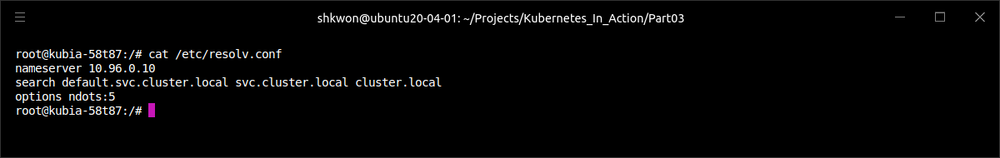 shkwon@ubuntu20-04-01: ~/Projects/Kubernetes_In_Action/Part03
root@kubia-58t87:/# cat /etc/resolv.conf
nameserver 10.96.0.10
search default.svc.cluster.local svc.cluster.local cluster.local
options ndots:5
root@kubia-58t87:/#